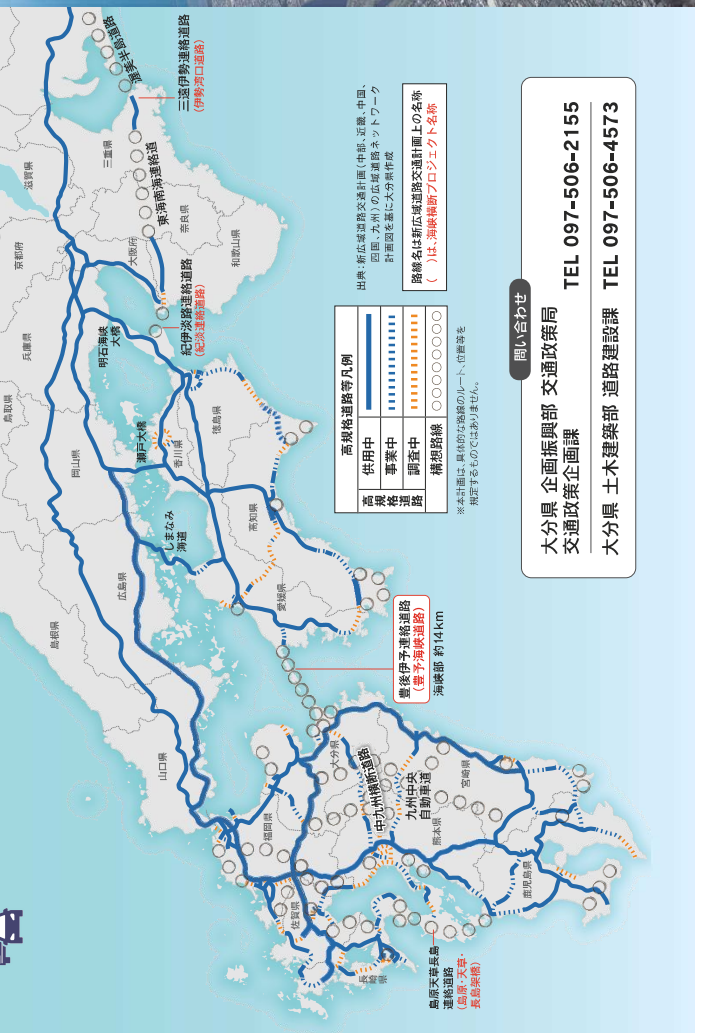 三遠伊勢連絡道路
(伊勢湾口道路)
渥美半島道路
東海南海連絡道
紀伊淡路連絡道路
(紀淡連絡道路)
明石海峡
大橋
瀬戸大橋
しまなみ
海道
滋賀県
三重県
京都府
大阪府
奈良県
和歌山県
兵庫県
鳥取県
岡山県
香川県
徳島県
高知県
愛媛県
広島県
島根県
山口県
出典:新広域道路交通計画(中部、近畿、中国、
四国、九州)の広域道路ネットワーク
計画図を基に大分県作成
路線名は新広域道路交通計画上の名称
( )は、海峡横断プロジェクト名称
高規格道路等凡例
高規格道路
供用中
事業中
調査中
構想路線
※本計画は、具体的な路線のルート、位置等を
規定するものではありません。
豊後伊予連絡道路
(豊予海峡道路)
海峡部 約14km
大分県
中九州横断道路
九州中央
自動車道
福岡県
佐賀県
長崎県
熊本県
宮崎県
鹿児島県
島原天草長島
連絡道路
(島原・天草・
長島架橋)
問い合わせ
大分県 企画振興部 交通政策局
交通政策企画課 TEL 097-506-2155
大分県 土木建築部 道路建設課 TEL 097-506-4573